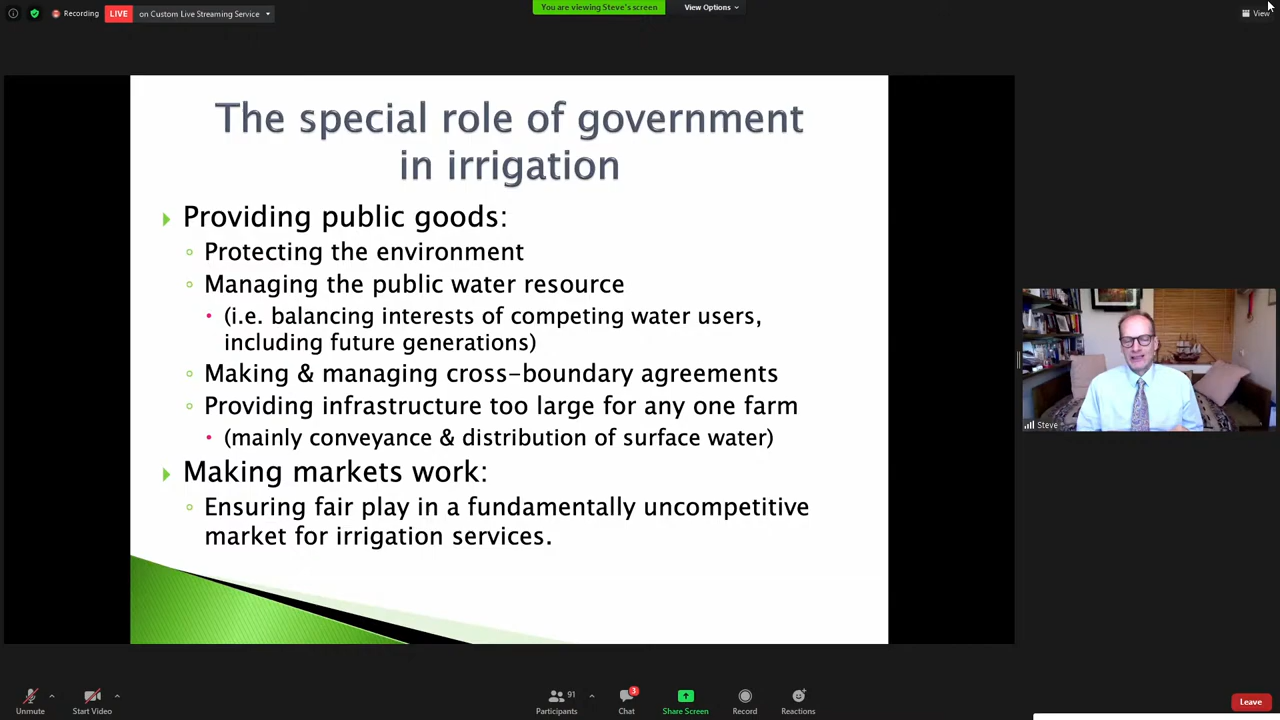 Recording
LIVE
on Custom Live Streaming Service
You are viewing Steve's screen
View Options
View
The special role of government
in irrigation
Providing public goods:
Protecting the environment
Managing the public water resource
(i.e. balancing interests of competing water users,
including future generations)
Making & managing cross-boundary agreements
Providing infrastructure too large for any one farm
(mainly conveyance & distribution of surface water)
Making markets work:
Ensuring fair play in a fundamentally uncompetitive
market for irrigation services.
Steve
Unmute
Start Video
91
Participants
3
Chat
Share Screen
Record
Reactions
Leave